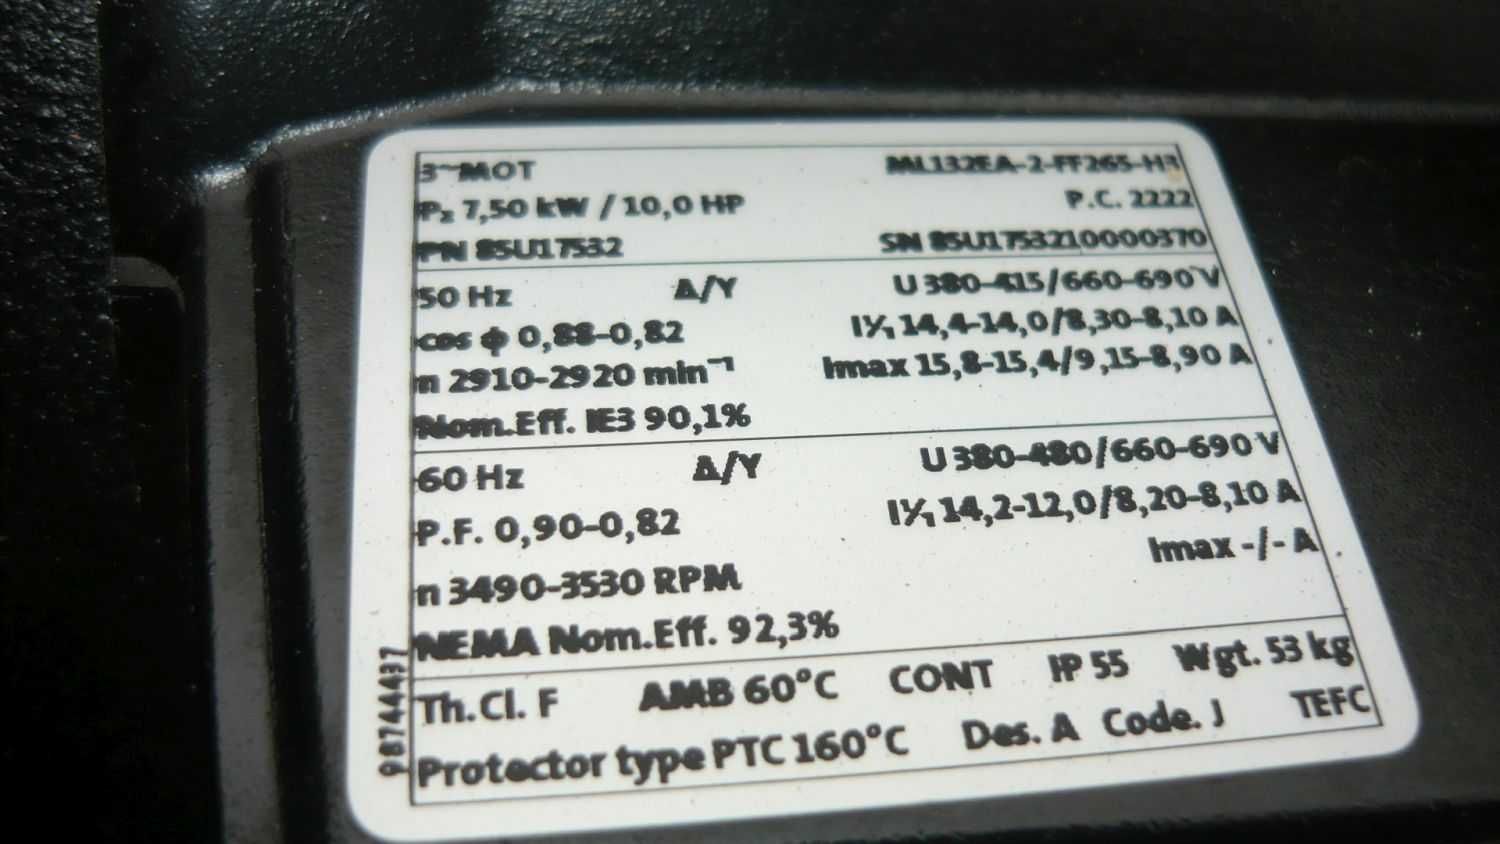 3~MOT ML132EA-2-FF265-H3
P₂ 7,50 kW / 10,0 HP P.C. 2222
PN 85U17532 SN 85U1753210000370
50 Hz Δ/Y U 380-415/660-690 V
cos ϕ 0,88-0,82 I1/1 14,4-14,0/8,30-8,10 A
n 2910-2920 min⁻¹ Imax 15,8-15,4/9,15-8,90 A
Nom.Eff. IE3 90,1%
60 Hz Δ/Y U 380-480/660-690 V
P.F. 0,90-0,82 I1/1 14,2-12,0/8,20-8,10 A
n 3490-3530 RPM Imax -/- A
NEMA Nom.Eff. 92,3%
Th.Cl. F AMB 60°C CONT IP 55 Wgt. 53 kg
Protector type PTC 160°C Des. A Code. J TEFC
98744437